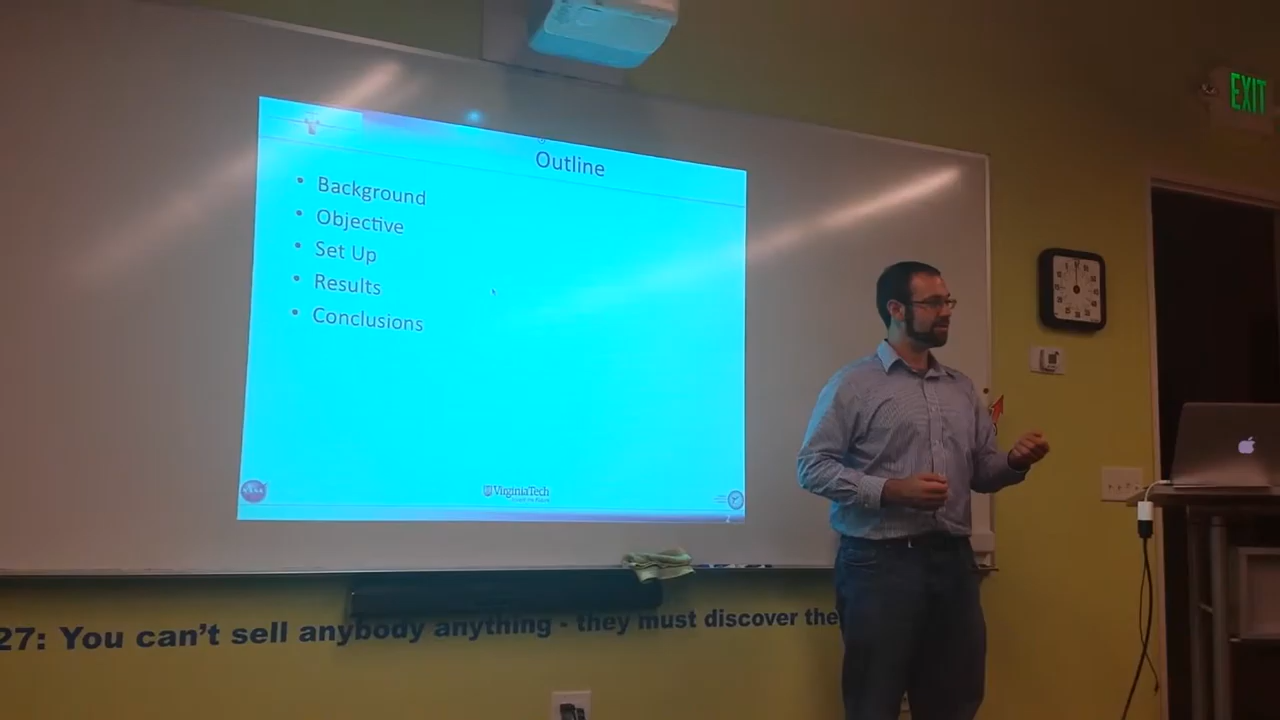 EXIT
Outline
• Background
• Objective
• Set Up
• Results
• Conclusions
VirginiaTech
27: You can't sell anybody anything - they must discover the